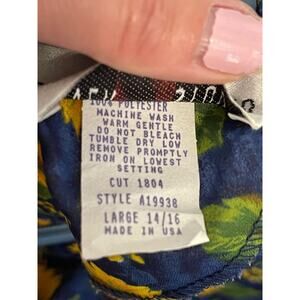 100% POLYESTER
MACHINE WASH
WARM GENTLE
DO NOT BLEACH
TUMBLE DRY LOW
REMOVE PROMPTLY
IRON ON LOWEST
SETTING
CUT 1804
STYLE A19938
LARGE 14/16
MADE IN USA